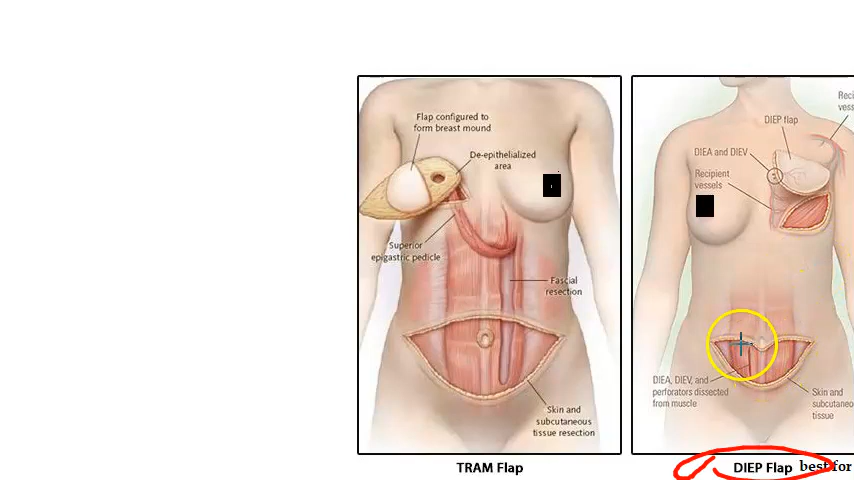 Flap configured to
form breast mound
De-epithelialized
area
Superior
epigastric pedicle
Fascial
resection
Skin and
subcutaneous
tissue resection
TRAM Flap
DIEP flap
DIEA and DIEV
Recipient
vessels
DIEA, DIEV, and
perforators dissected
from muscle
Skin and
tissue
DIEP Flap best for